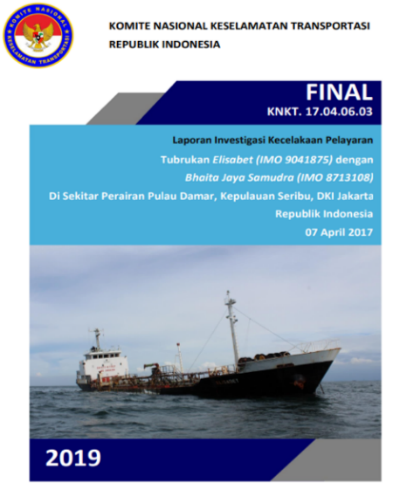 KOMITE NASIONAL
KESELAMATAN TRANSPORTASI
KOMITE NASIONAL KESELAMATAN TRANSPORTASI
REPUBLIK INDONESIA
FINAL
KNKT. 17.04.06.03
Laporan Investigasi Kecelakaan Pelayaran
Tubrukan Elisabet (IMO 9041875) dengan
Bhaita Jaya Samudra (IMO 8713108)
Di Sekitar Perairan Pulau Damar, Kepulauan Seribu, DKI Jakarta
Republik Indonesia
07 April 2017
2019